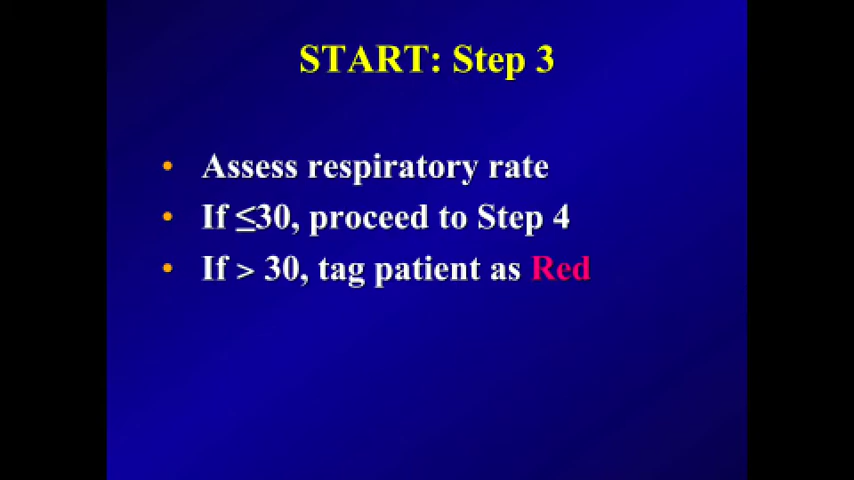 START: Step 3
• Assess respiratory rate
• If ≤30, proceed to Step 4
• If > 30, tag patient as Red